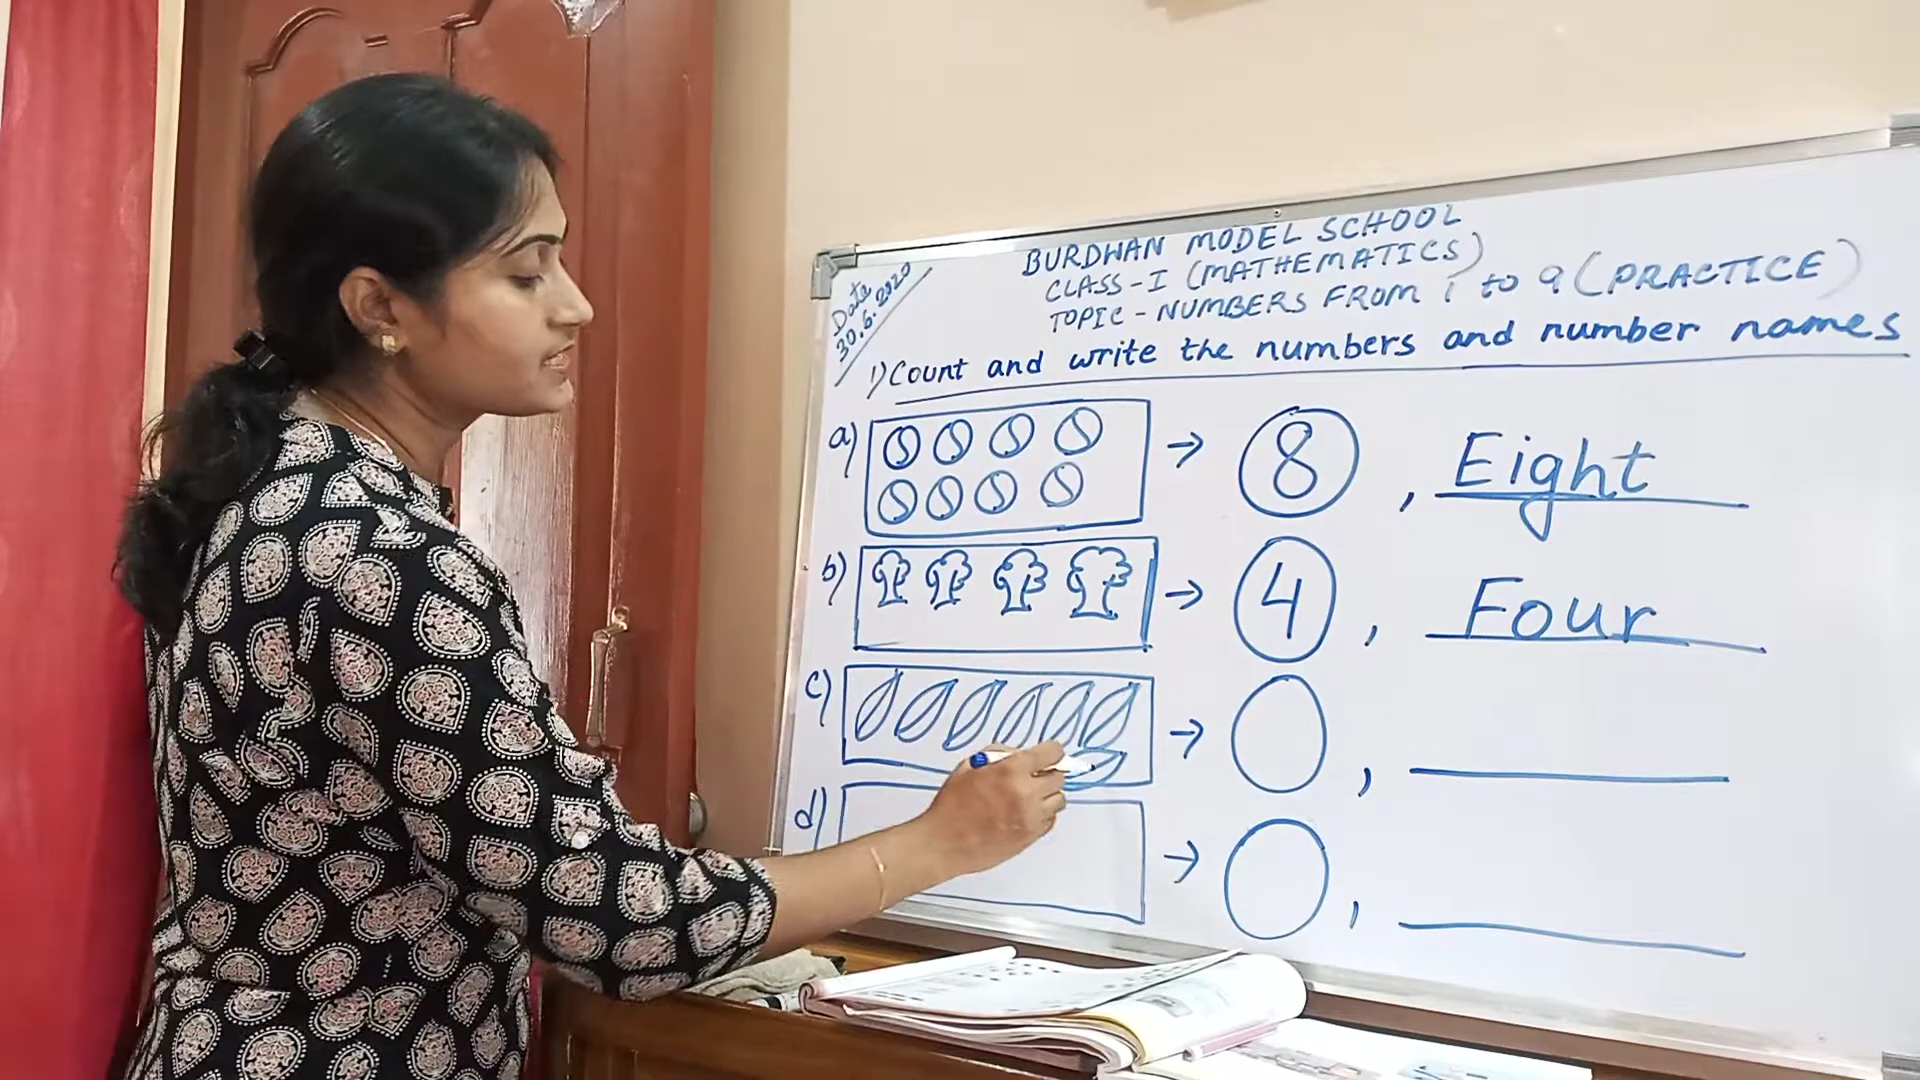 Date
30.6.2020
BURDWAN MODEL SCHOOL
CLASS-I (MATHEMATICS)
TOPIC - NUMBERS FROM 1 to 9 (PRACTICE)
1) Count and write the numbers and number names
a) → 8, Eight
b) → 4, Four
c) → ,
d) → ,